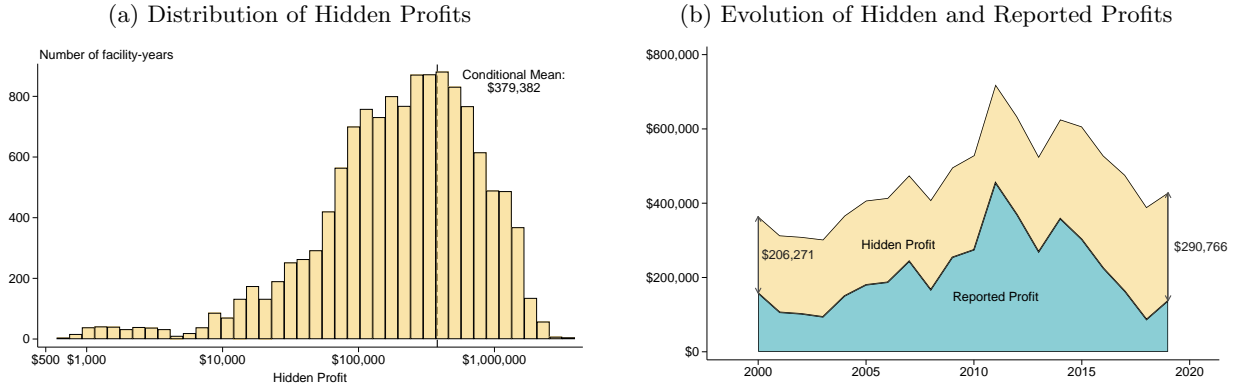 (a) Distribution of Hidden Profits
Number of facility-years
Conditional Mean:
$379,382
800
600
400
200
0
$500 $1,000 $10,000 $100,000 $1,000,000
Hidden Profit
(b) Evolution of Hidden and Reported Profits
$800,000
$600,000
$400,000
$200,000
$0
Hidden Profit
$206,271
$290,766
Reported Profit
2000 2005 2010 2015 2020